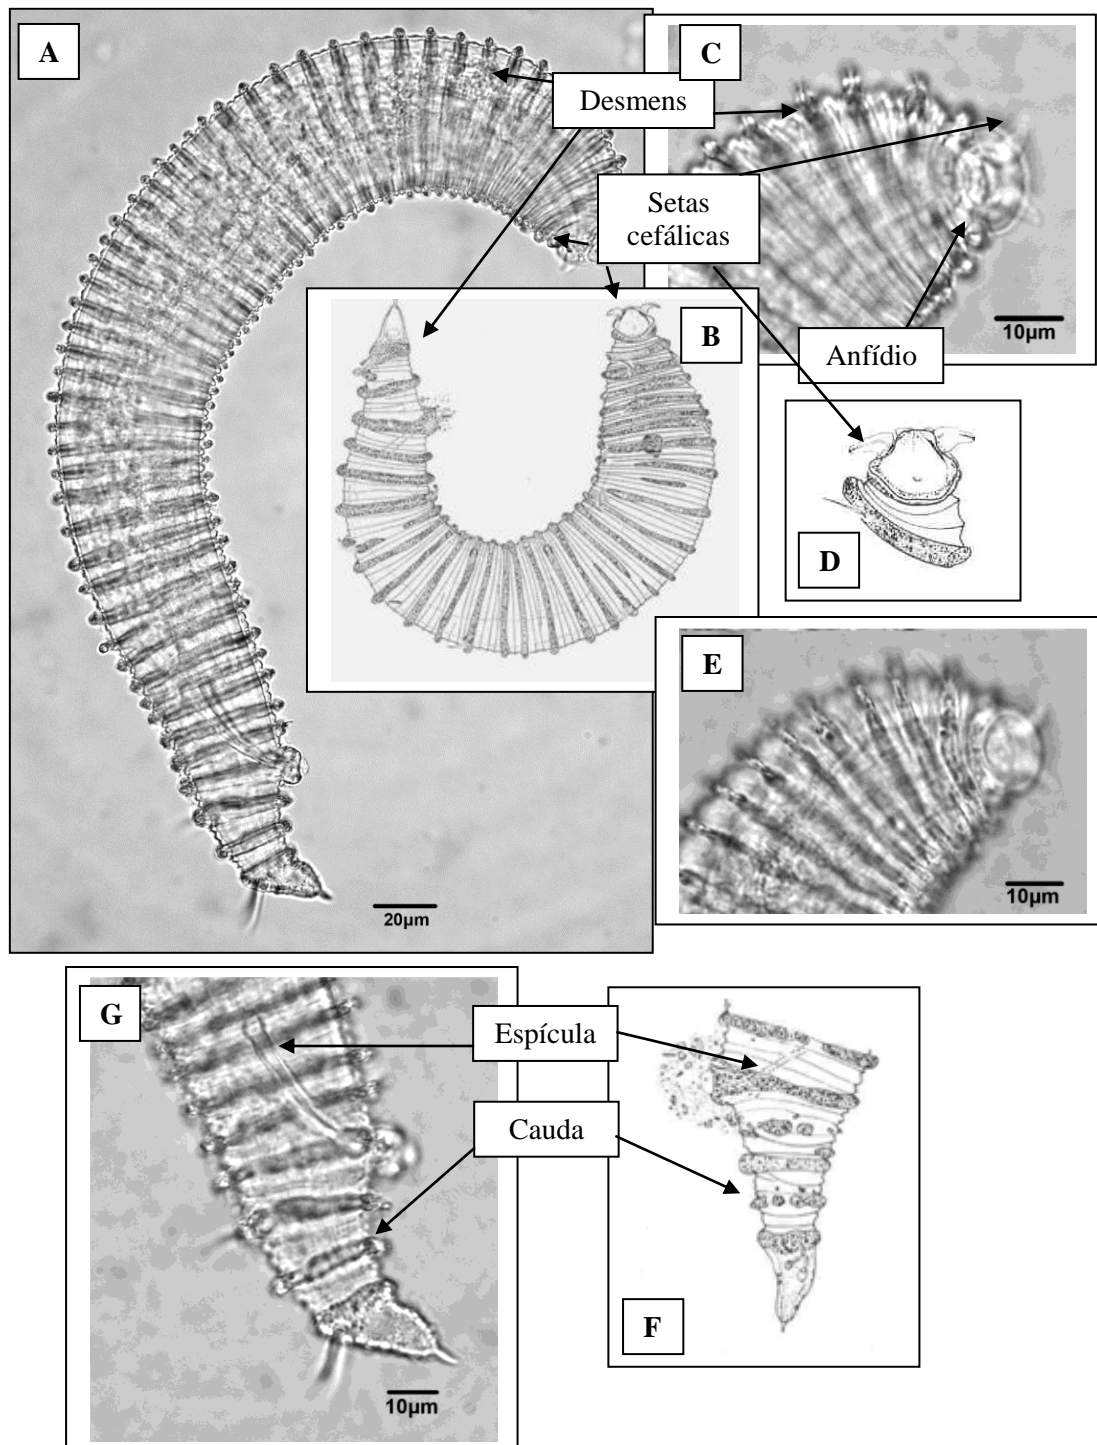 A
C
Desmens
Setas
cefálicas
B
10µm
Anfídio
D
E
20µm
10µm
G
Espícula
Cauda
F
10µm